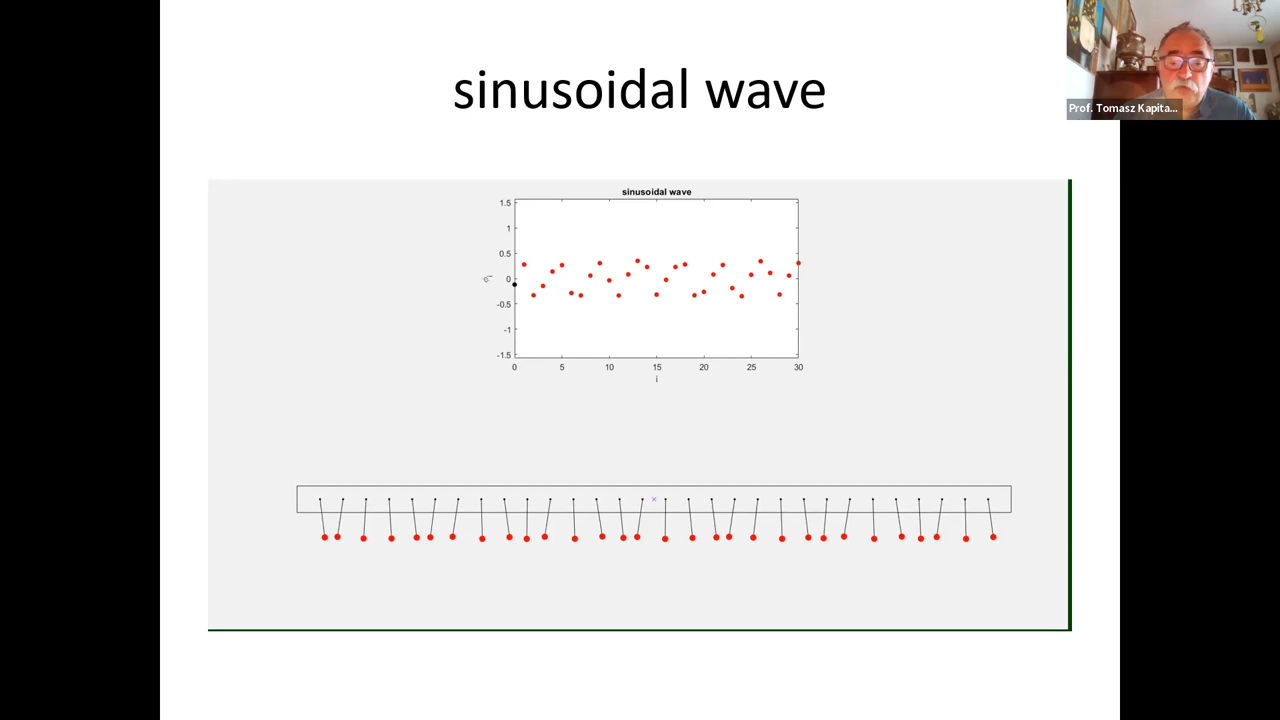 sinusoidal wave
Prof. Tomasz Kapita...
sinusoidal wave
1.5
1
0.5
0
-0.5
-1
-1.5
ϕi
0 5 10 15 20 25 30
i